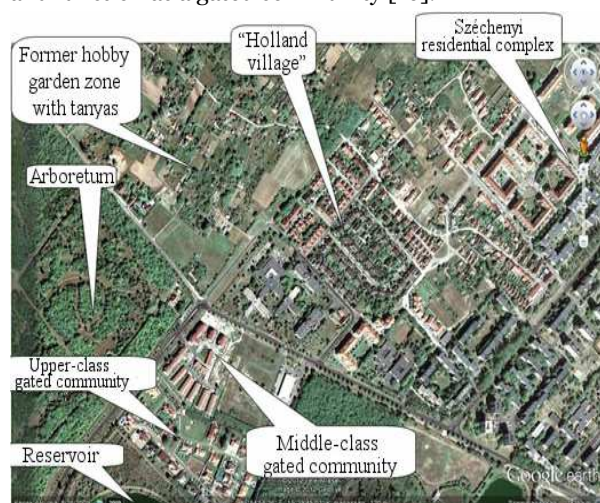 Former hobby
garden zone
with tanyas
"Holland
village"
Széchenyi
residential complex
Arboretum
Upper-class
gated community
Middle-class
gated community
Reservoir
Google earth